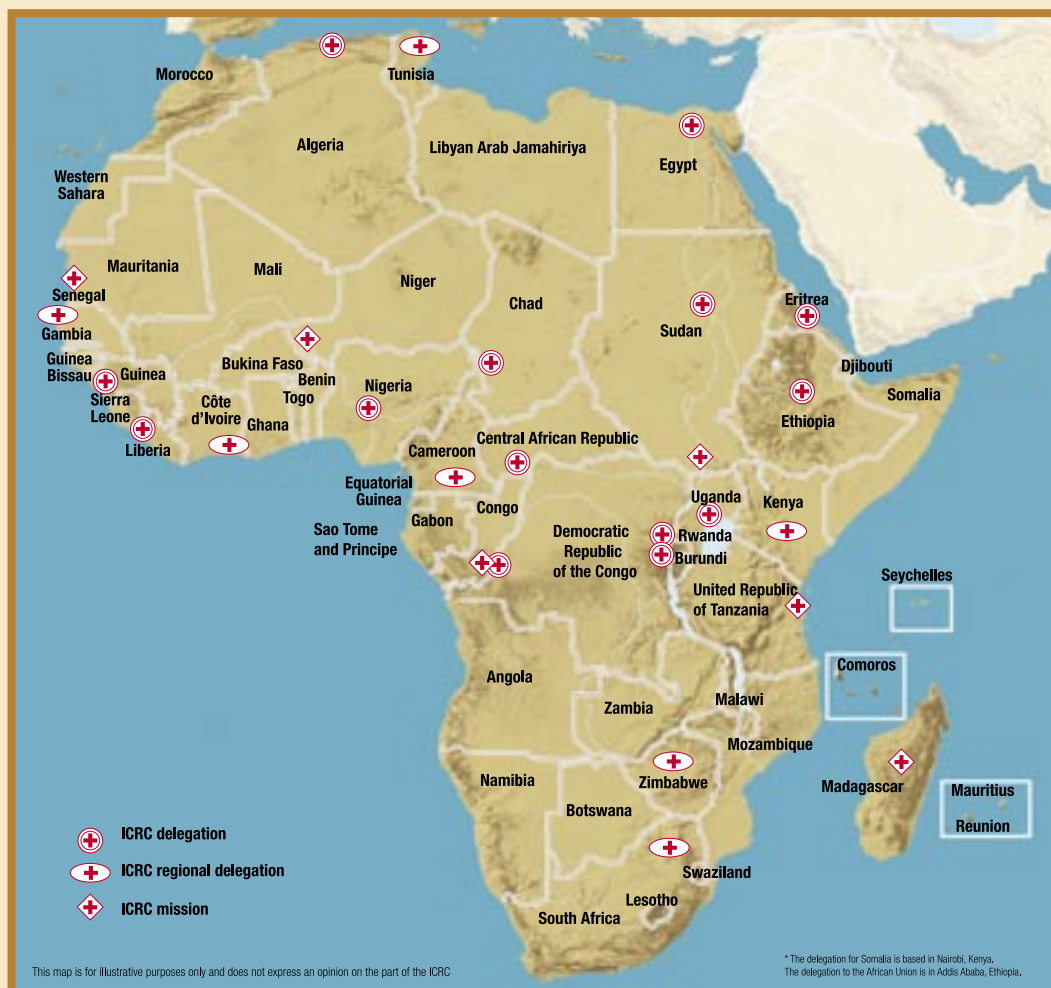 Morocco
Tunisia
Algeria
Libyan Arab Jamahiriya
Egypt
Western
Sahara
Mauritania
Mali
Niger
Chad
Sudan
Eritrea
Senegal
Gambia
Guinea
Bissau
Guinea
Bukina Faso
Benin
Togo
Nigeria
Djibouti
Somalia
Sierra
Leone
Côte
d'Ivoire
Ghana
Liberia
Ethiopia
Cameroon
Central African Republic
Equatorial
Guinea
Gabon
Congo
Uganda
Kenya
Sao Tome
and Principe
Democratic
Republic
of the Congo
Rwanda
Burundi
United Republic
of Tanzania
Seychelles
Comoros
Angola
Zambia
Malawi
Mozambique
Namibia
Zimbabwe
Botswana
Madagascar
Mauritius
Reunion
Swaziland
Lesotho
South Africa
ICRC delegation
ICRC regional delegation
ICRC mission
This map is for illustrative purposes only and does not express an opinion on the part of the ICRC
* The delegation for Somalia is based in Nairobi, Kenya.
The delegation to the African Union is in Addis Ababa, Ethiopia.